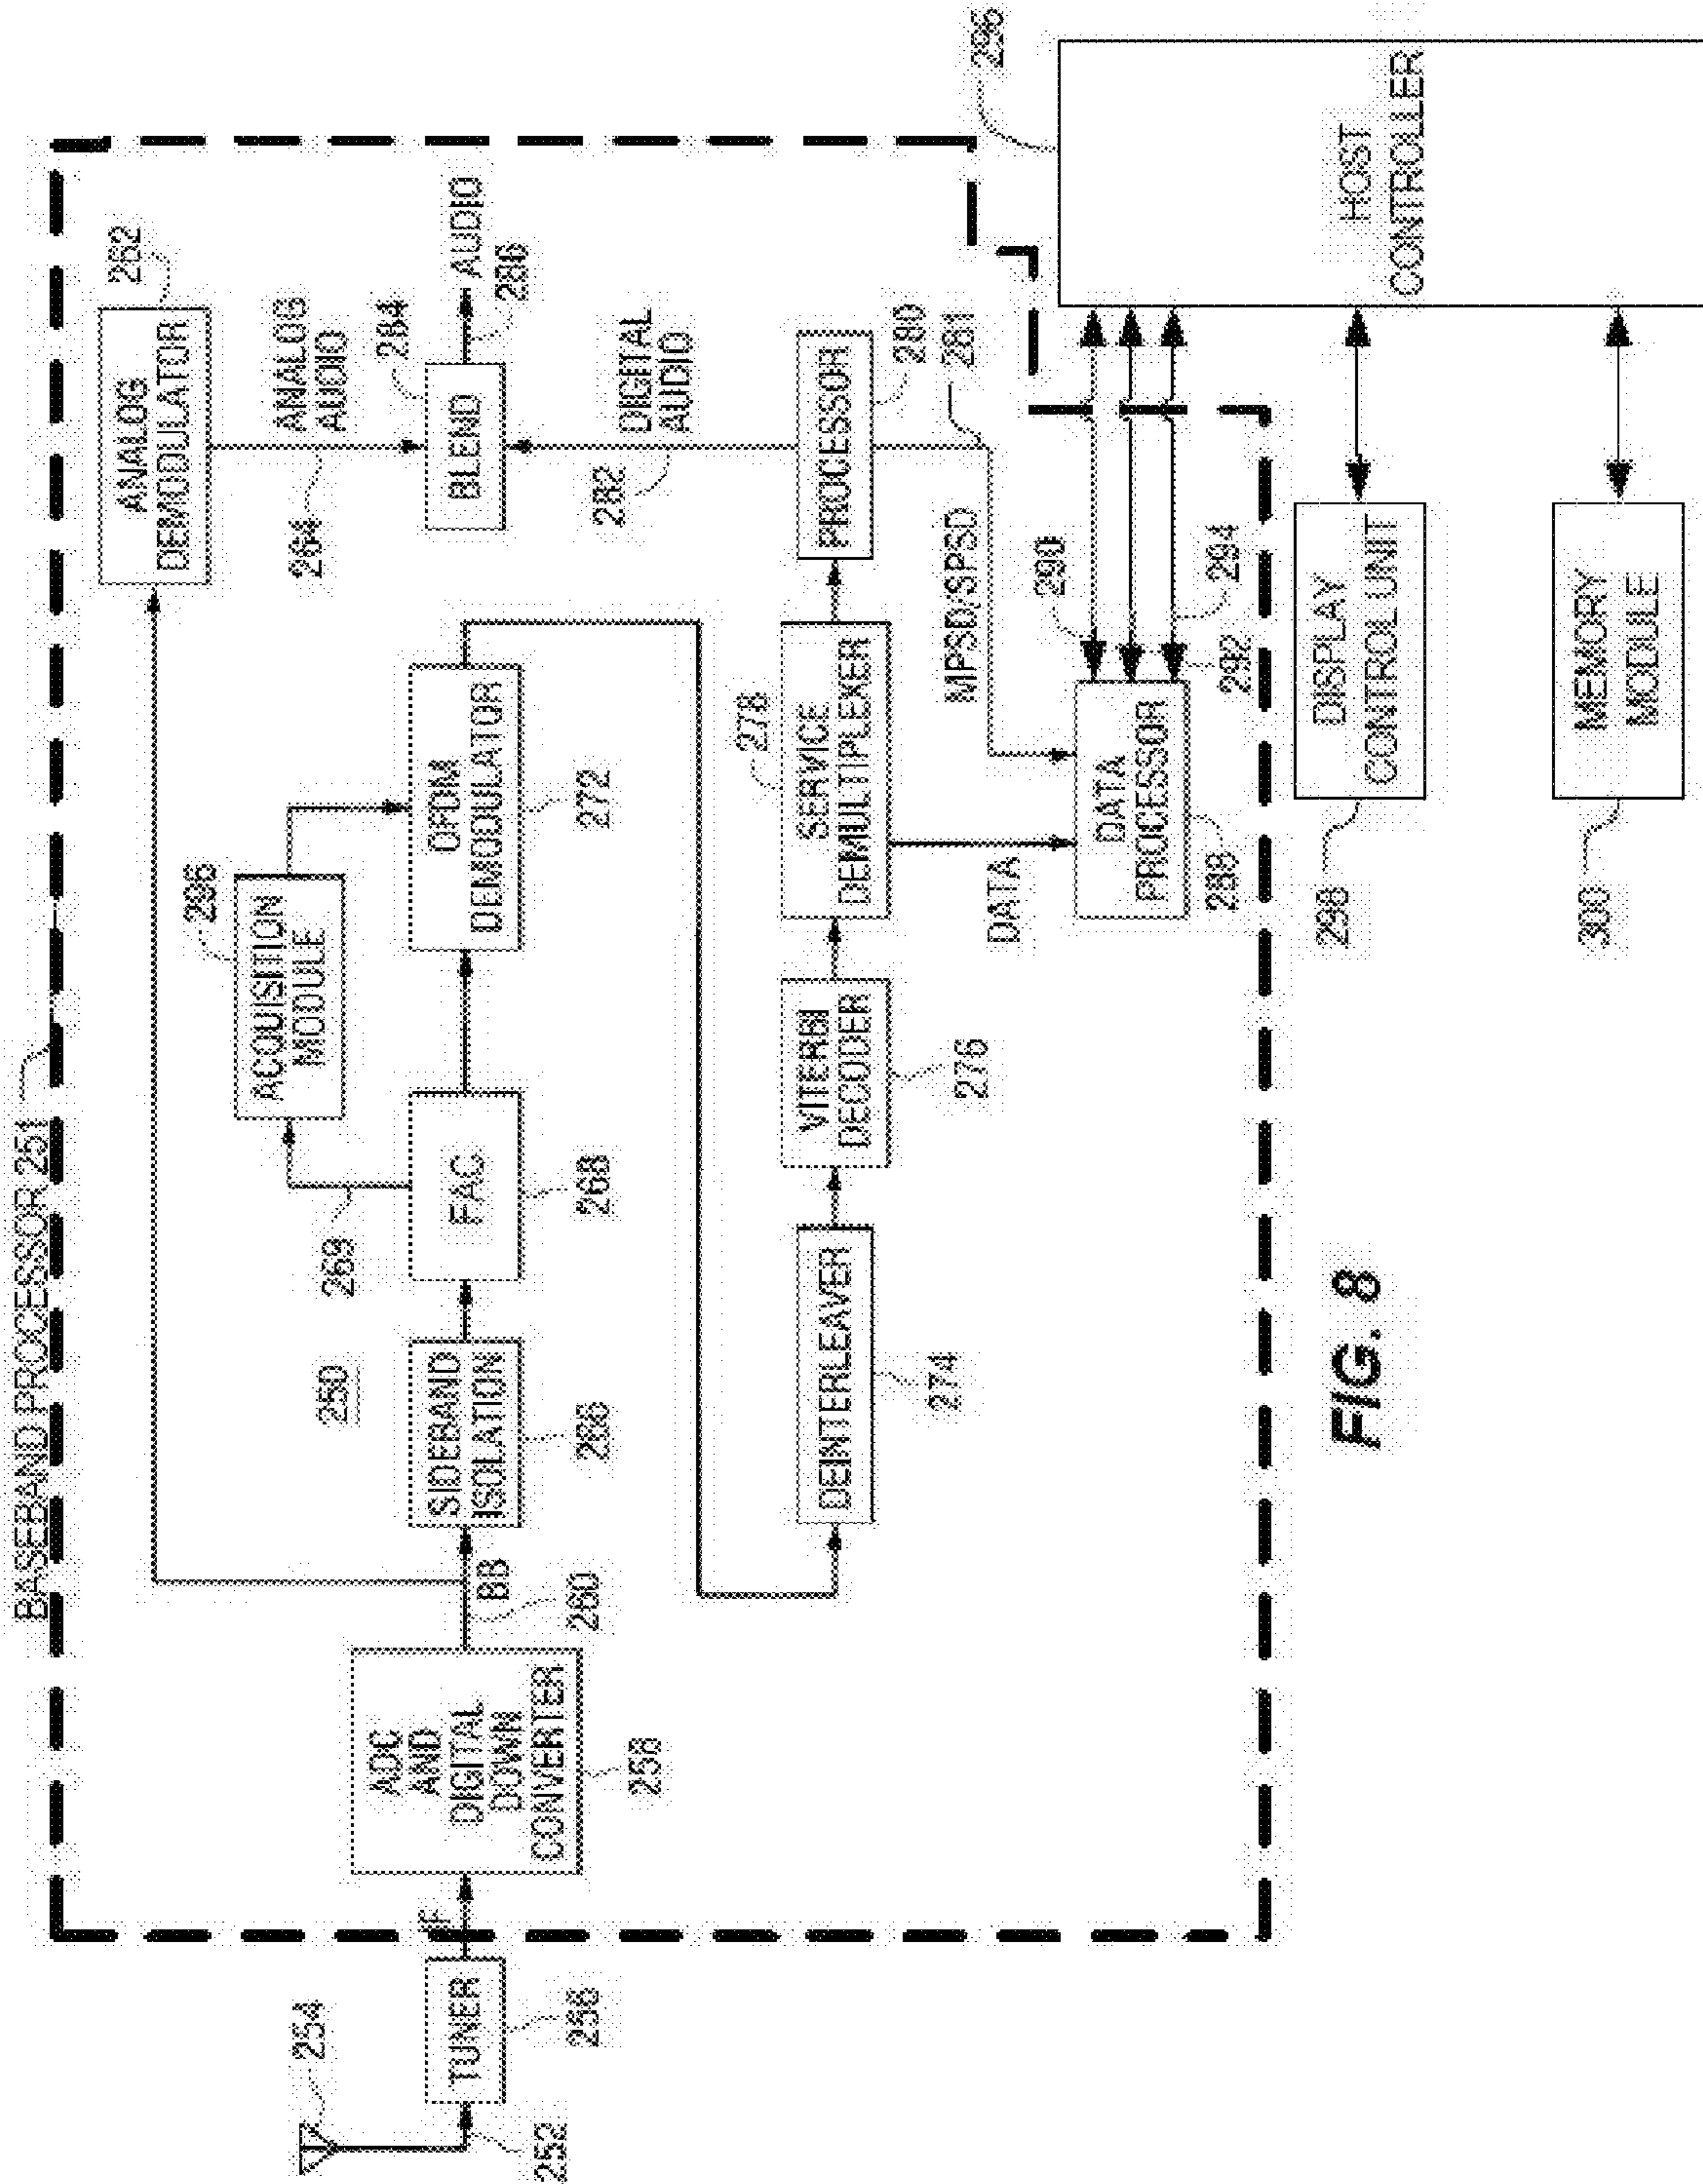 BASEBAND PROCESSOR 251
254
252
TUNER
256
IF
ADC
AND
DIGITAL
DOWN
CONVERTER
258
BB
260
250
SIDEBAND
ISOLATION
FAC
268
269
ACQUISITION
MODULE
OFDM
DEMODULATOR
272
ANALOG
DEMODULATOR
262
ANALOG
AUDIO
264
BLEND
284
AUDIO
286
DIGITAL
AUDIO
282
DEINTERLEAVER
274
VITERBI
DECODER
276
SERVICE
DEMULTIPLEXER
278
PROCESSOR
280
281
MPSD/SPSD
DATA
DATA
PROCESSOR
288
290
294
292
HOST
CONTROLLER
296
DISPLAY
CONTROL UNIT
298
MEMORY
MODULE
300
FIG. 8